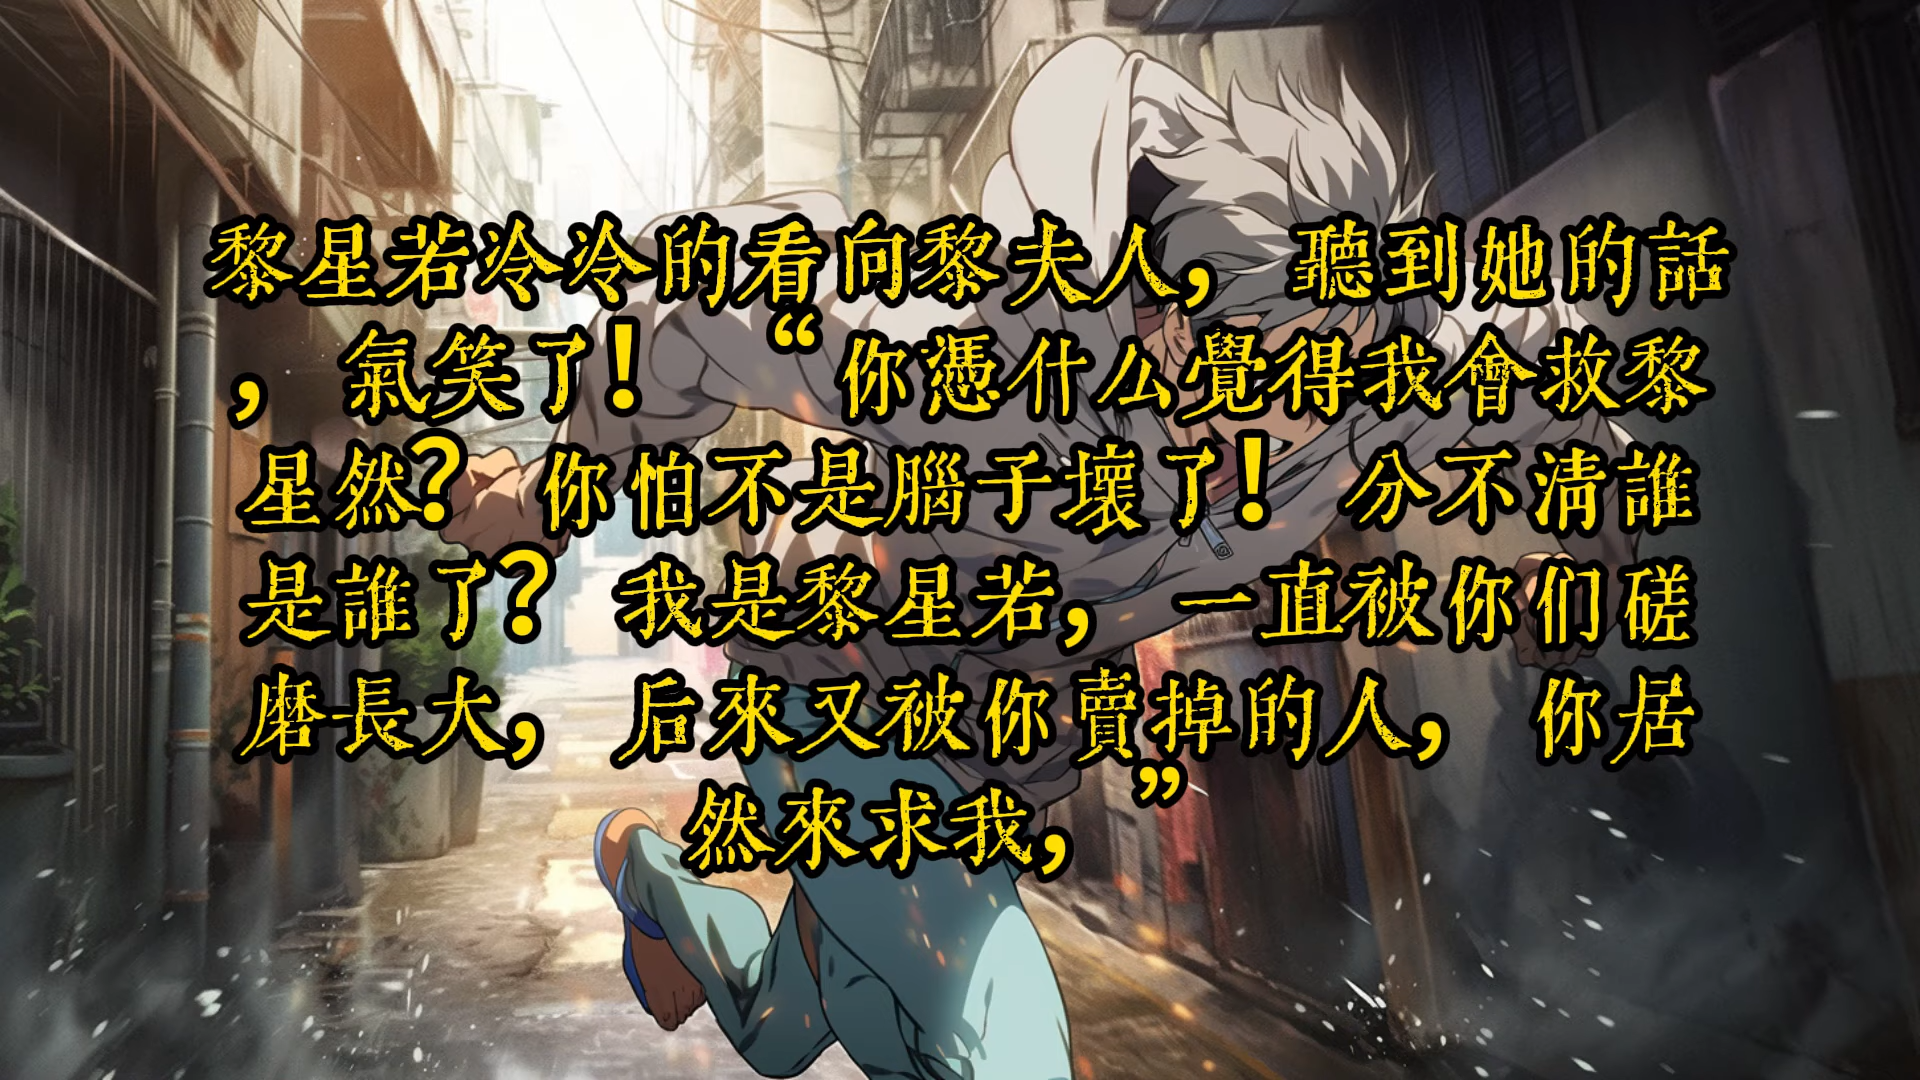 黎星若冷冷的看向黎夫人，聽到她的話
，氣笑了！“你憑什么覺得我會救黎
星然？你怕不是腦子壞了！分不清誰
是誰了？我是黎星若，一直被你们磋
磨長大，后來又被你賣掉的人，你居
然來求我，”